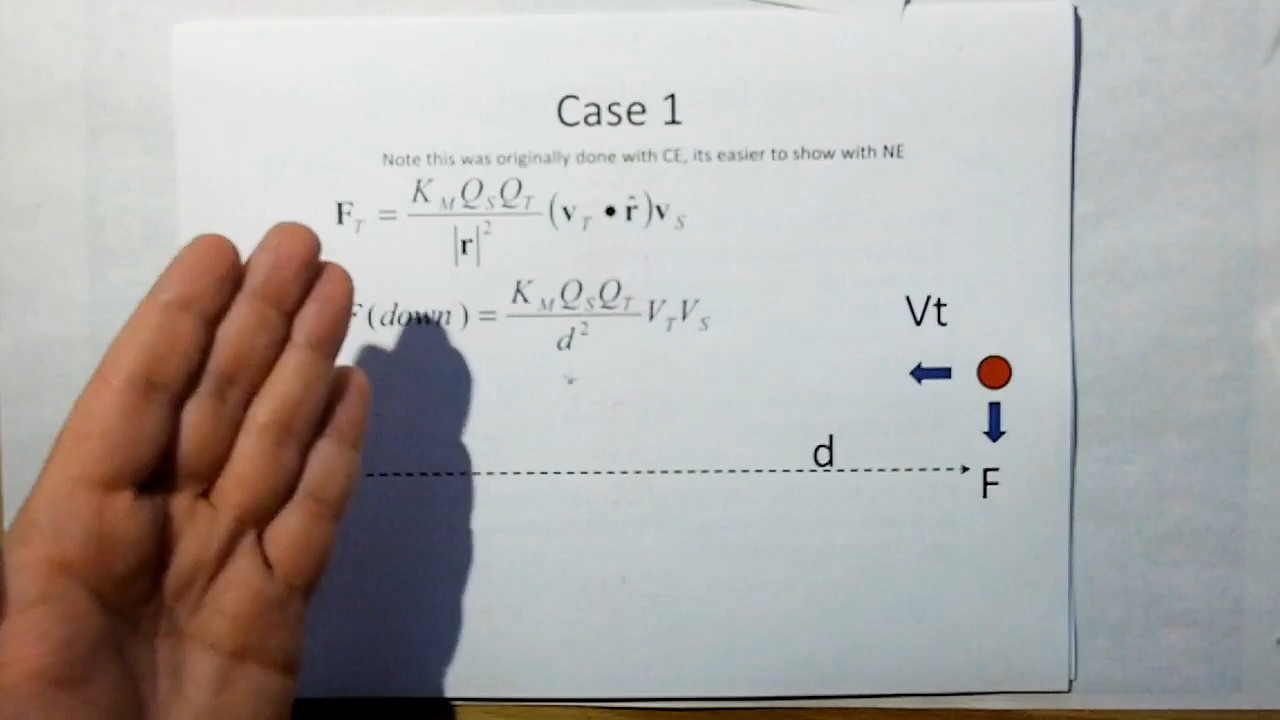 Case 1
Note this was originally done with CE, its easier to show with NE
F_T = K_M Q_S Q_T / |r|^2 (v_T • r̂)v_S
(down) = K_M Q_S Q_T / d^2 V_T V_S
Vt
d
F